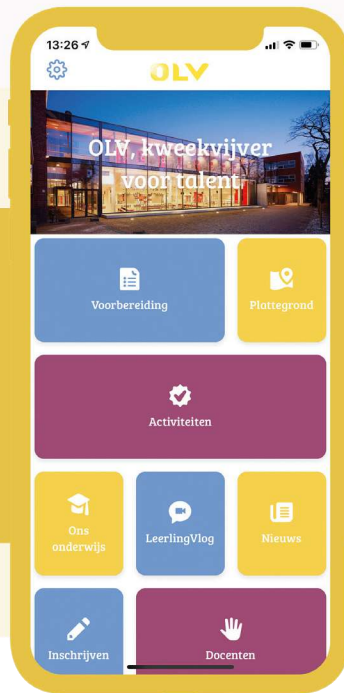 13:26
OLV
OLV, kweekvijver
voor talent.
Voorbereiding
Plattegrond
Activiteiten
Ons
onderwijs
LeerlingVlog
Nieuws
Inschrijven
Docenten